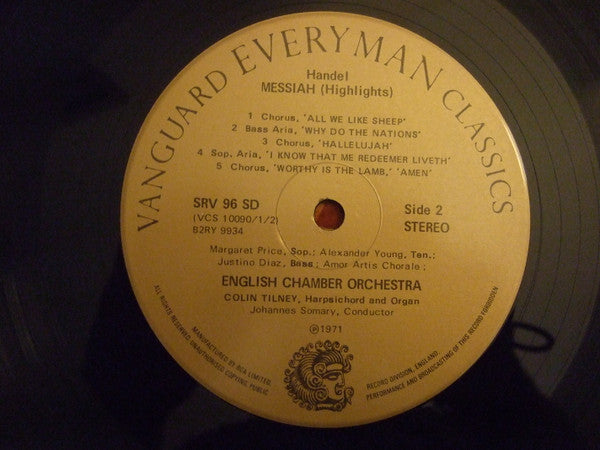 VANGUARD EVERYMAN CLASSICS
Handel
MESSIAH (Highlights)
1 Chorus, 'ALL WE LIKE SHEEP'
2 Bass Aria, 'WHY DO THE NATIONS'
3 Chorus, 'HALLELUJAH'
4 Sop. Aria, 'I KNOW THAT ME REDEEMER LIVETH'
5 Chorus, 'WORTHY IS THE LAMB,' 'AMEN'
SRV 96 SD
(VCS 10090/1/2)
B2RY 9934
Side 2
STEREO
Margaret Price, Sop.; Alexander Young, Ten.;
Justino Diaz, Bass; Amor Artis Chorale;
ENGLISH CHAMBER ORCHESTRA
COLIN TILNEY, Harpsichord and Organ
Johannes Somary, Conductor
℗1971
MANUFACTURED BY RCA LIMITED, RECORD DIVISION, ENGLAND
ALL RIGHTS RESERVED. UNAUTHORISED COPYING, PUBLIC PERFORMANCE AND BROADCASTING OF THIS RECORD FORBIDDEN